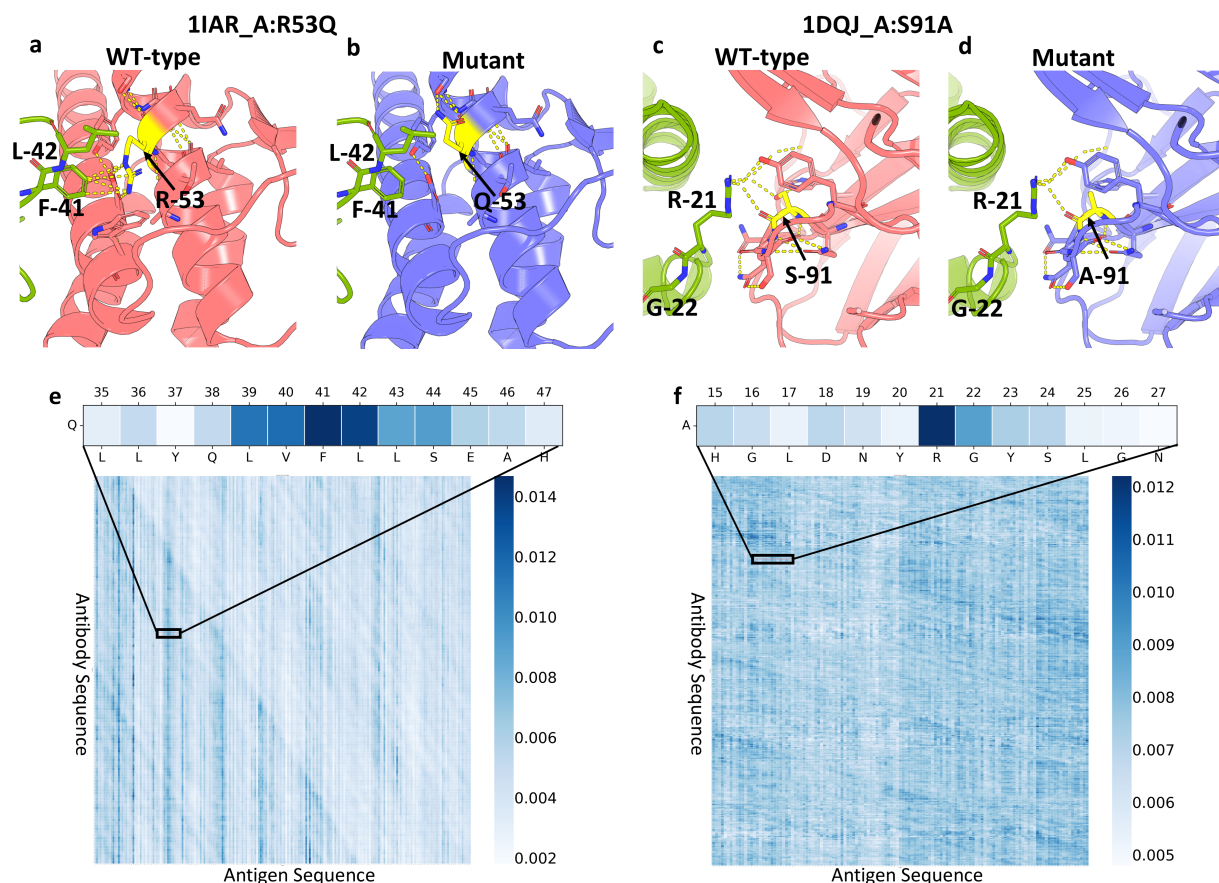 1IAR_A:R53Q
1DQJ_A:S91A
a
WT-type
b
Mutant
c
WT-type
d
Mutant
L-42
F-41
R-53
L-42
F-41
Q-53
R-21
G-22
S-91
R-21
G-22
A-91
e
35 36 37 38 39 40 41 42 43 44 45 46 47
Q
L L Y Q L V F L L S E A H
0.014
0.012
0.010
0.008
0.006
0.004
0.002
Antibody Sequence
Antigen Sequence
f
15 16 17 18 19 20 21 22 23 24 25 26 27
A
H G L D N Y R G Y S L G N
0.012
0.011
0.010
0.009
0.008
0.007
0.006
0.005
Antibody Sequence
Antigen Sequence